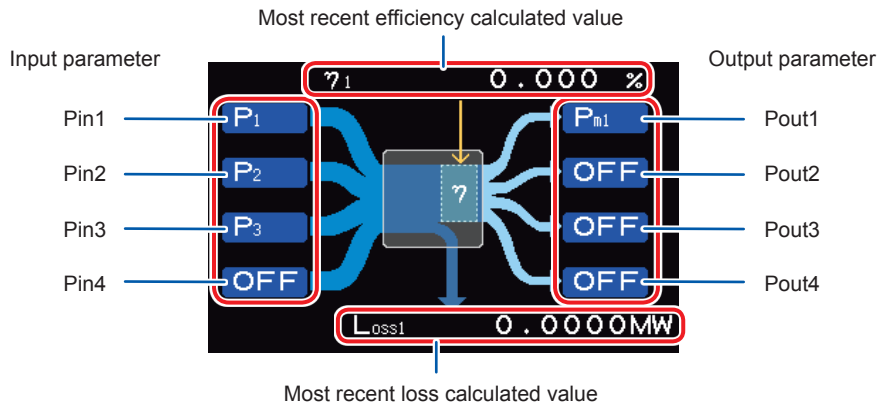 Most recent efficiency calculated value
Input parameter
Output parameter
η1 0.000 %
Pin1 P1 Pm1 Pout1
Pin2 P2 OFF Pout2
η
Pin3 P3 OFF Pout3
Pin4 OFF OFF Pout4
Loss1 0.0000MW
Most recent loss calculated value